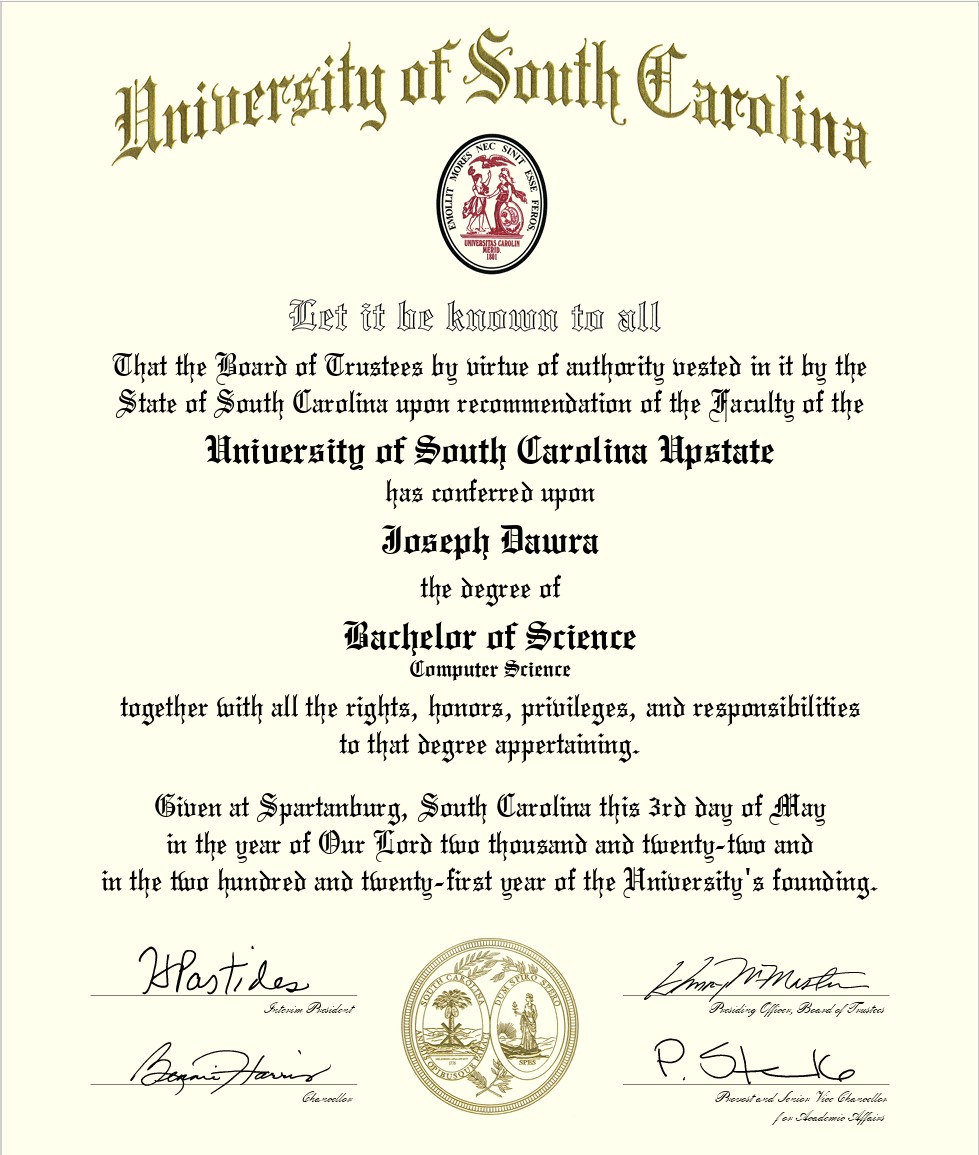 University of South Carolina
EMOLLIT MORES NEC SINIT ESSE FEROS
UNIVERSITAS CAROLIN
MERID.
1801
Let it be known to all
That the Board of Trustees by virtue of authority vested in it by the
State of South Carolina upon recommendation of the Faculty of the
University of South Carolina Upstate
has conferred upon
Joseph Dawra
the degree of
Bachelor of Science
Computer Science
together with all the rights, honors, privileges, and responsibilities
to that degree appertaining.
Given at Spartanburg, South Carolina this 3rd day of May
in the year of Our Lord two thousand and twenty-two and
in the two hundred and twenty-first year of the University's founding.
HPastides
Interim President
Henry McMaster
Presiding Officer, Board of Trustees
Bennie Harris
Chancellor
P. St
Provost and Senior Vice Chancellor
for Academic Affairs
SOUTH CAROLINA
DUM SPIRO SPERO
OPIBUSQUE
SPES